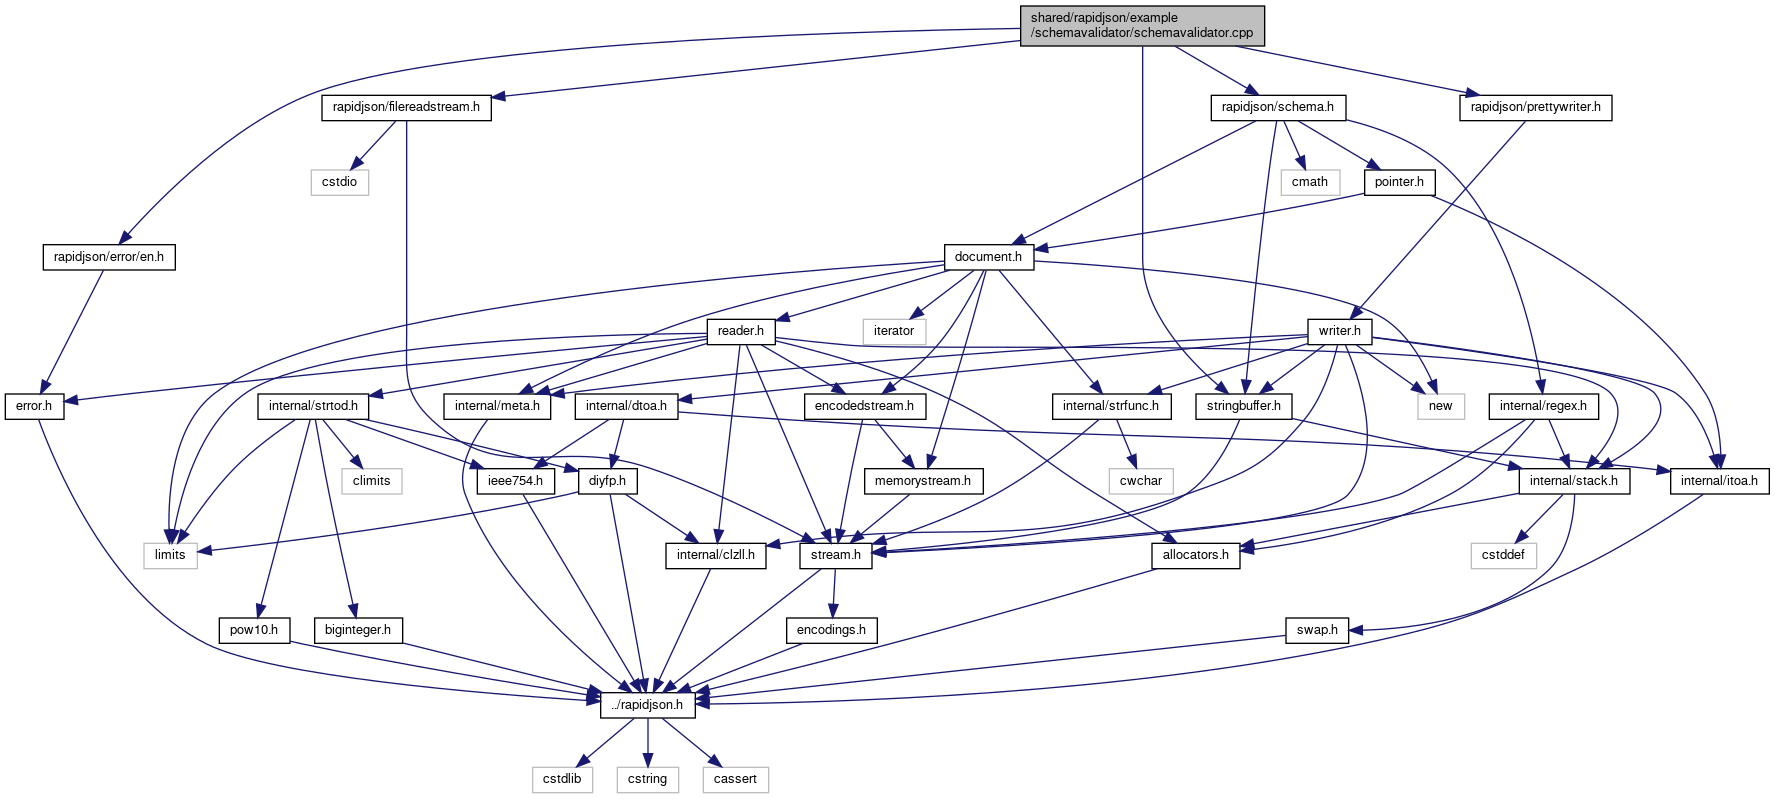 shared/rapidjson/example
/schemavalidator/schemavalidator.cpp
rapidjson/filereadstream.h
rapidjson/schema.h
rapidjson/prettywriter.h
cstdio
cmath
pointer.h
rapidjson/error/en.h
document.h
reader.h
iterator
writer.h
error.h
internal/strtod.h
internal/meta.h
internal/dtoa.h
encodedstream.h
internal/strfunc.h
stringbuffer.h
new
internal/regex.h
climits
ieee754.h
diyfp.h
memorystream.h
cwchar
internal/stack.h
internal/itoa.h
limits
internal/clzll.h
stream.h
allocators.h
cstddef
pow10.h
biginteger.h
encodings.h
swap.h
../rapidjson.h
cstdlib
cstring
cassert